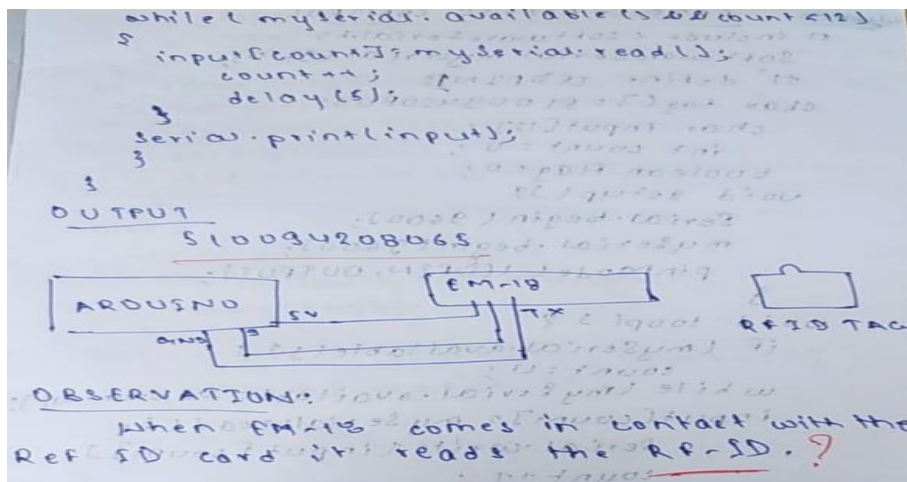 while( myserial. available() && count <12)
{
input[count]=myserial.read();
count++;
delay(5);
}
serial.print(input);
}
}
OUTPUT
510094208065
ARDUINO
5V
GND
EM-18
TX
RFID TAG
OBSERVATION:
When EM-18 comes in contact with the
Ref ID card it reads the RF-ID. ?